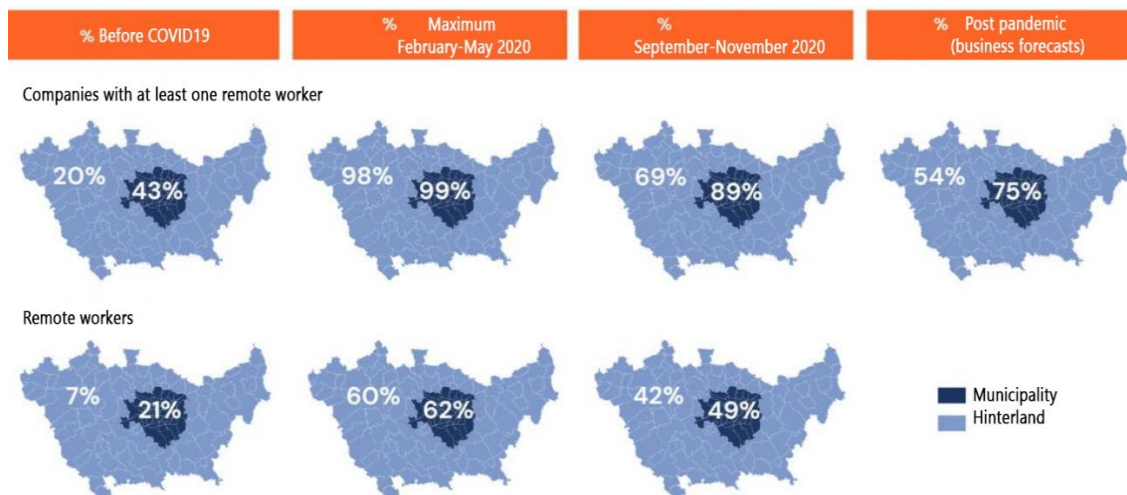 % Before COVID19
% Maximum
February-May 2020
%
September-November 2020
% Post pandemic
(business forecasts)
Companies with at least one remote worker
20% 43%
98% 99%
69% 89%
54% 75%
Remote workers
7% 21%
60% 62%
42% 49%
Municipality
Hinterland